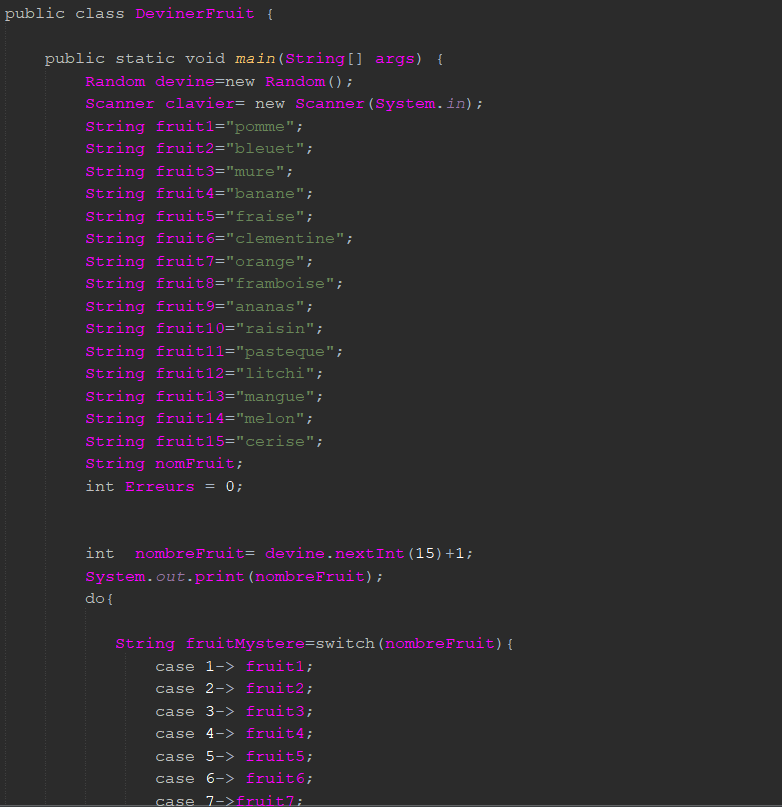 public class DevinerFruit {
public static void main(String[] args) {
Random devine=new Random();
Scanner clavier= new Scanner(System.in);
String fruit1="pomme";
String fruit2="bleuet";
String fruit3="mure";
String fruit4="banane";
String fruit5="fraise";
String fruit6="clementine";
String fruit7="orange";
String fruit8="framboise";
String fruit9="ananas";
String fruit10="raisin";
String fruit11="pasteque";
String fruit12="litchi";
String fruit13="mangue";
String fruit14="melon";
String fruit15="cerise";
String nomFruit;
int Erreurs = 0;
int  nombreFruit= devine.nextInt(15)+1;
System.out.print(nombreFruit);
do{
String fruitMystere=switch(nombreFruit){
case 1-> fruit1;
case 2-> fruit2;
case 3-> fruit3;
case 4-> fruit4;
case 5-> fruit5;
case 6-> fruit6;
case 7->fruit7;